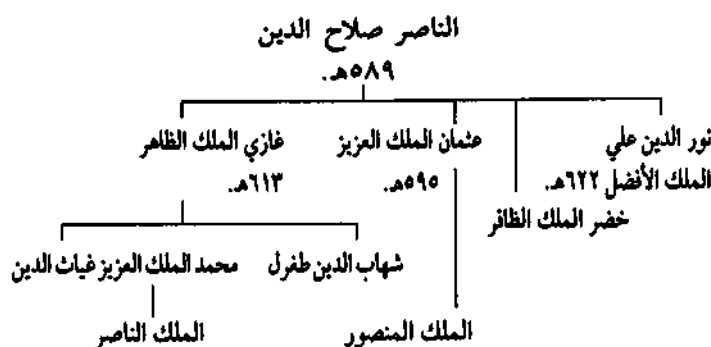 الناصر صلاح الدين
٥٨٩هـ.
نور الدين علي
الملك الأفضل ٦٢٢هـ.
خضر الملك الظافر
عثمان الملك العزيز
٥٩٥هـ.
غازي الملك الظاهر
٦١٣هـ.
شهاب الدين طغرل
محمد الملك العزيز غياث الدين
الملك المنصور
الملك الناصر